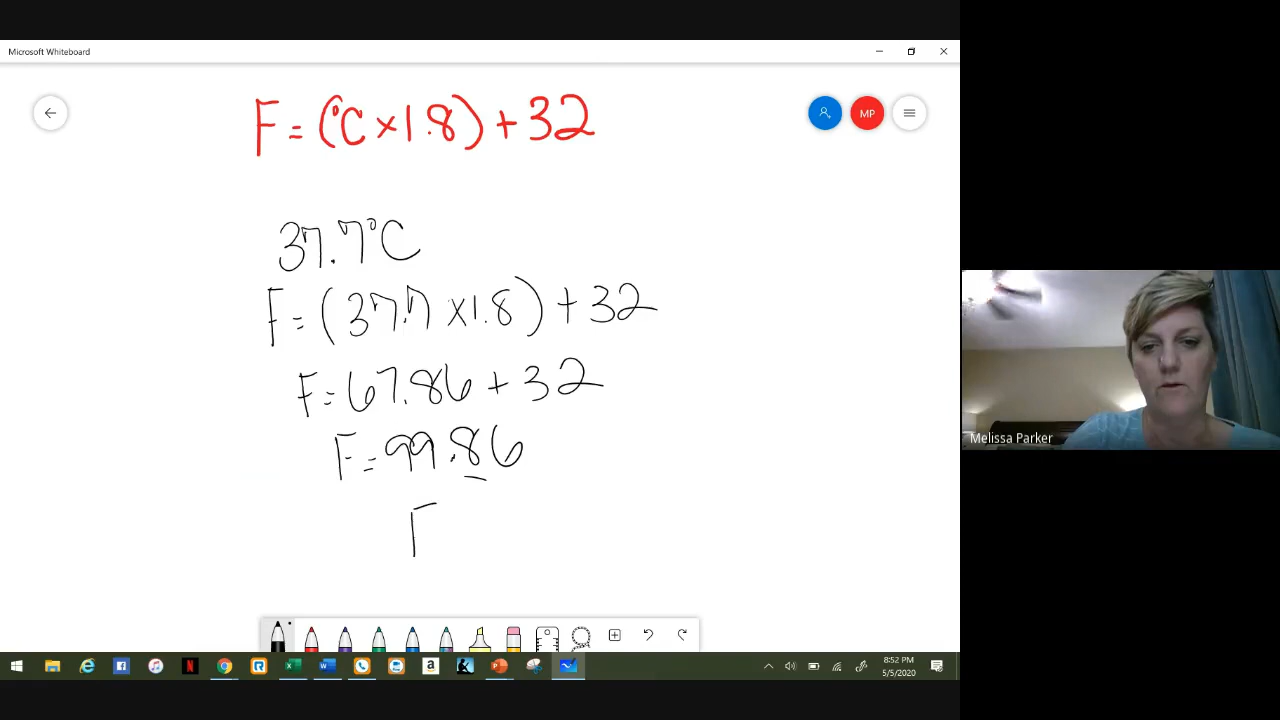 Microsoft Whiteboard
MP
F = (°C × 1.8) + 32
37.7°C
F = (37.7 × 1.8) + 32
F = 67.86 + 32
F = 99.86
F
Melissa Parker
8:52 PM
5/5/2020